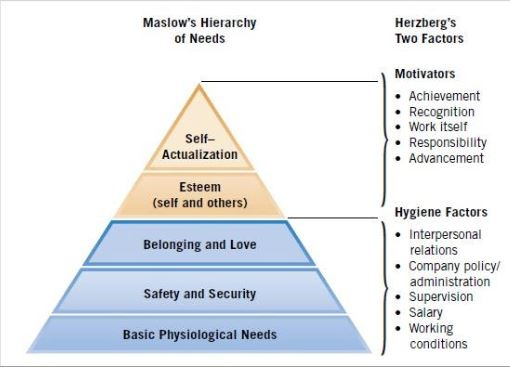 Maslow's Hierarchy
of Needs
Self–
Actualization
Esteem
(self and others)
Belonging and Love
Safety and Security
Basic Physiological Needs
Herzberg's
Two Factors
Motivators
• Achievement
• Recognition
• Work itself
• Responsibility
• Advancement
Hygiene Factors
• Interpersonal
relations
• Company policy/
administration
• Supervision
• Salary
• Working
conditions